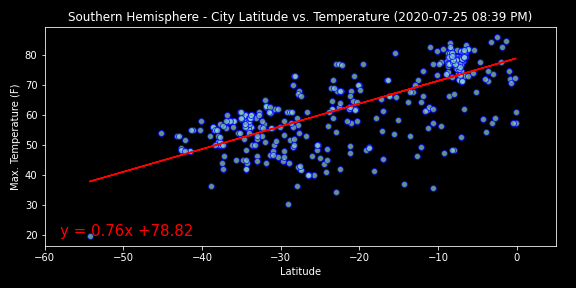 Southern Hemisphere - City Latitude vs. Temperature (2020-07-25 08:39 PM)
Max. Temperature (F)
80
70
60
50
40
30
20
y = 0.76x +78.82
−60 −50 −40 −30 −20 −10 0
Latitude